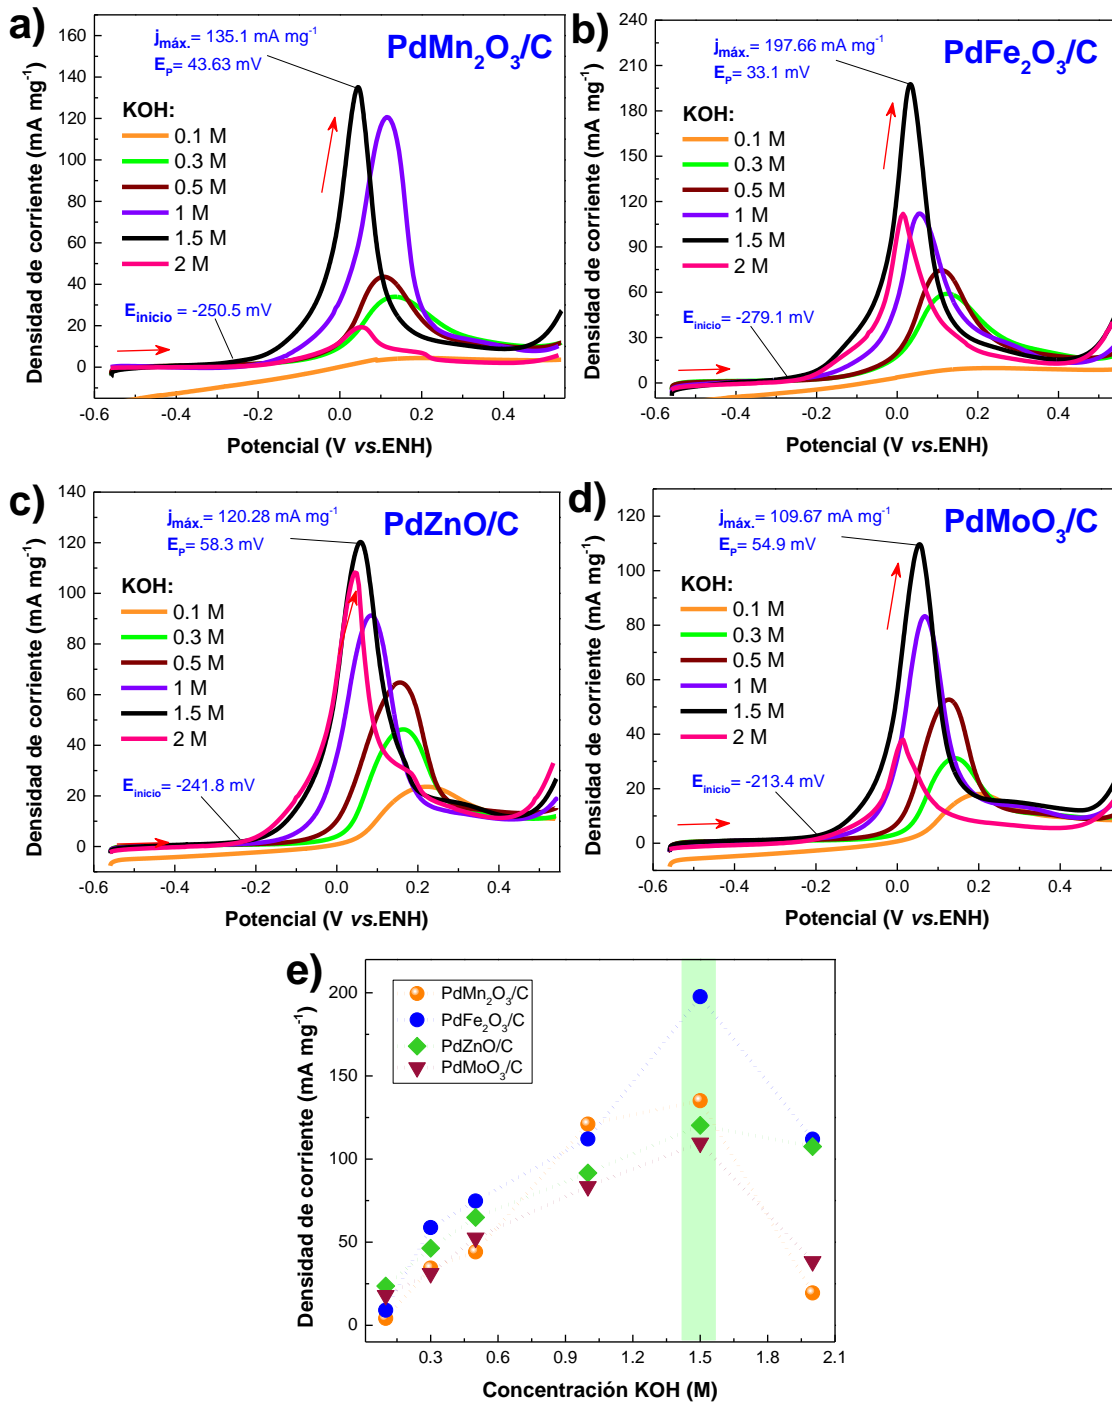 a)
160
140
120
100
80
60
40
20
0
-0.6
-0.4
-0.2
0.0
0.2
0.4
Densidad de corriente (mA mg⁻¹)
Potencial (V vs.ENH)
PdMn₂O₃/C
jmáx.= 135.1 mA mg⁻¹
EP= 43.63 mV
KOH:
0.1 M
0.3 M
0.5 M
1 M
1.5 M
2 M
Einicio = -250.5 mV
b)
240
210
180
150
120
90
60
30
0
-0.6
-0.4
-0.2
0.0
0.2
0.4
Densidad de corriente (mA mg⁻¹)
Potencial (V vs.ENH)
PdFe₂O₃/C
jmáx.= 197.66 mA mg⁻¹
EP= 33.1 mV
KOH:
0.1 M
0.3 M
0.5 M
1 M
1.5 M
2 M
Einicio = -279.1 mV
c)
140
120
100
80
60
40
20
0
-0.6
-0.4
-0.2
0.0
0.2
0.4
Densidad de corriente (mA mg⁻¹)
Potencial (V vs.ENH)
PdZnO/C
jmáx.= 120.28 mA mg⁻¹
EP= 58.3 mV
KOH:
0.1 M
0.3 M
0.5 M
1 M
1.5 M
2 M
Einicio= -241.8 mV
d)
120
100
80
60
40
20
0
-0.6
-0.4
-0.2
0.0
0.2
0.4
Densidad de corriente (mA mg⁻¹)
Potencial (V vs.ENH)
PdMoO₃/C
jmáx.= 109.67 mA mg⁻¹
EP= 54.9 mV
KOH:
0.1 M
0.3 M
0.5 M
1 M
1.5 M
2 M
Einicio= -213.4 mV
e)
200
150
100
50
0
0.3
0.6
0.9
1.2
1.5
1.8
2.1
Densidad de corriente (mA mg⁻¹)
Concentración KOH (M)
PdMn₂O₃/C
PdFe₂O₃/C
PdZnO/C
PdMoO₃/C